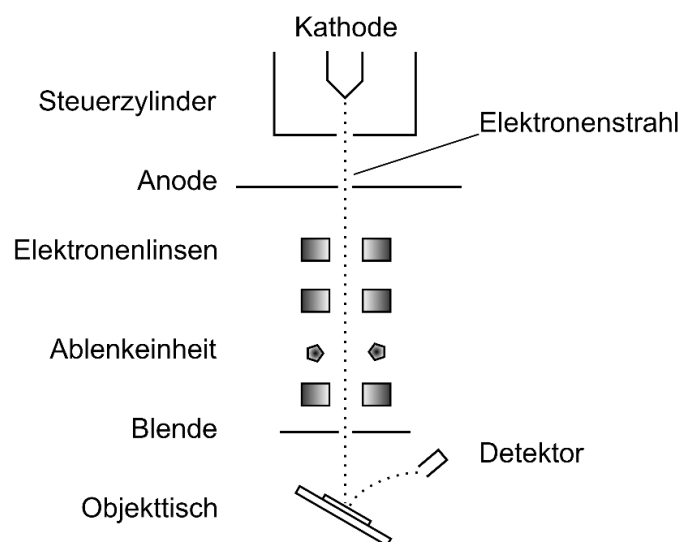 Kathode
Steuerzylinder
Elektronenstrahl
Anode
Elektronenlinsen
Ablenkeinheit
Blende
Detektor
Objekttisch